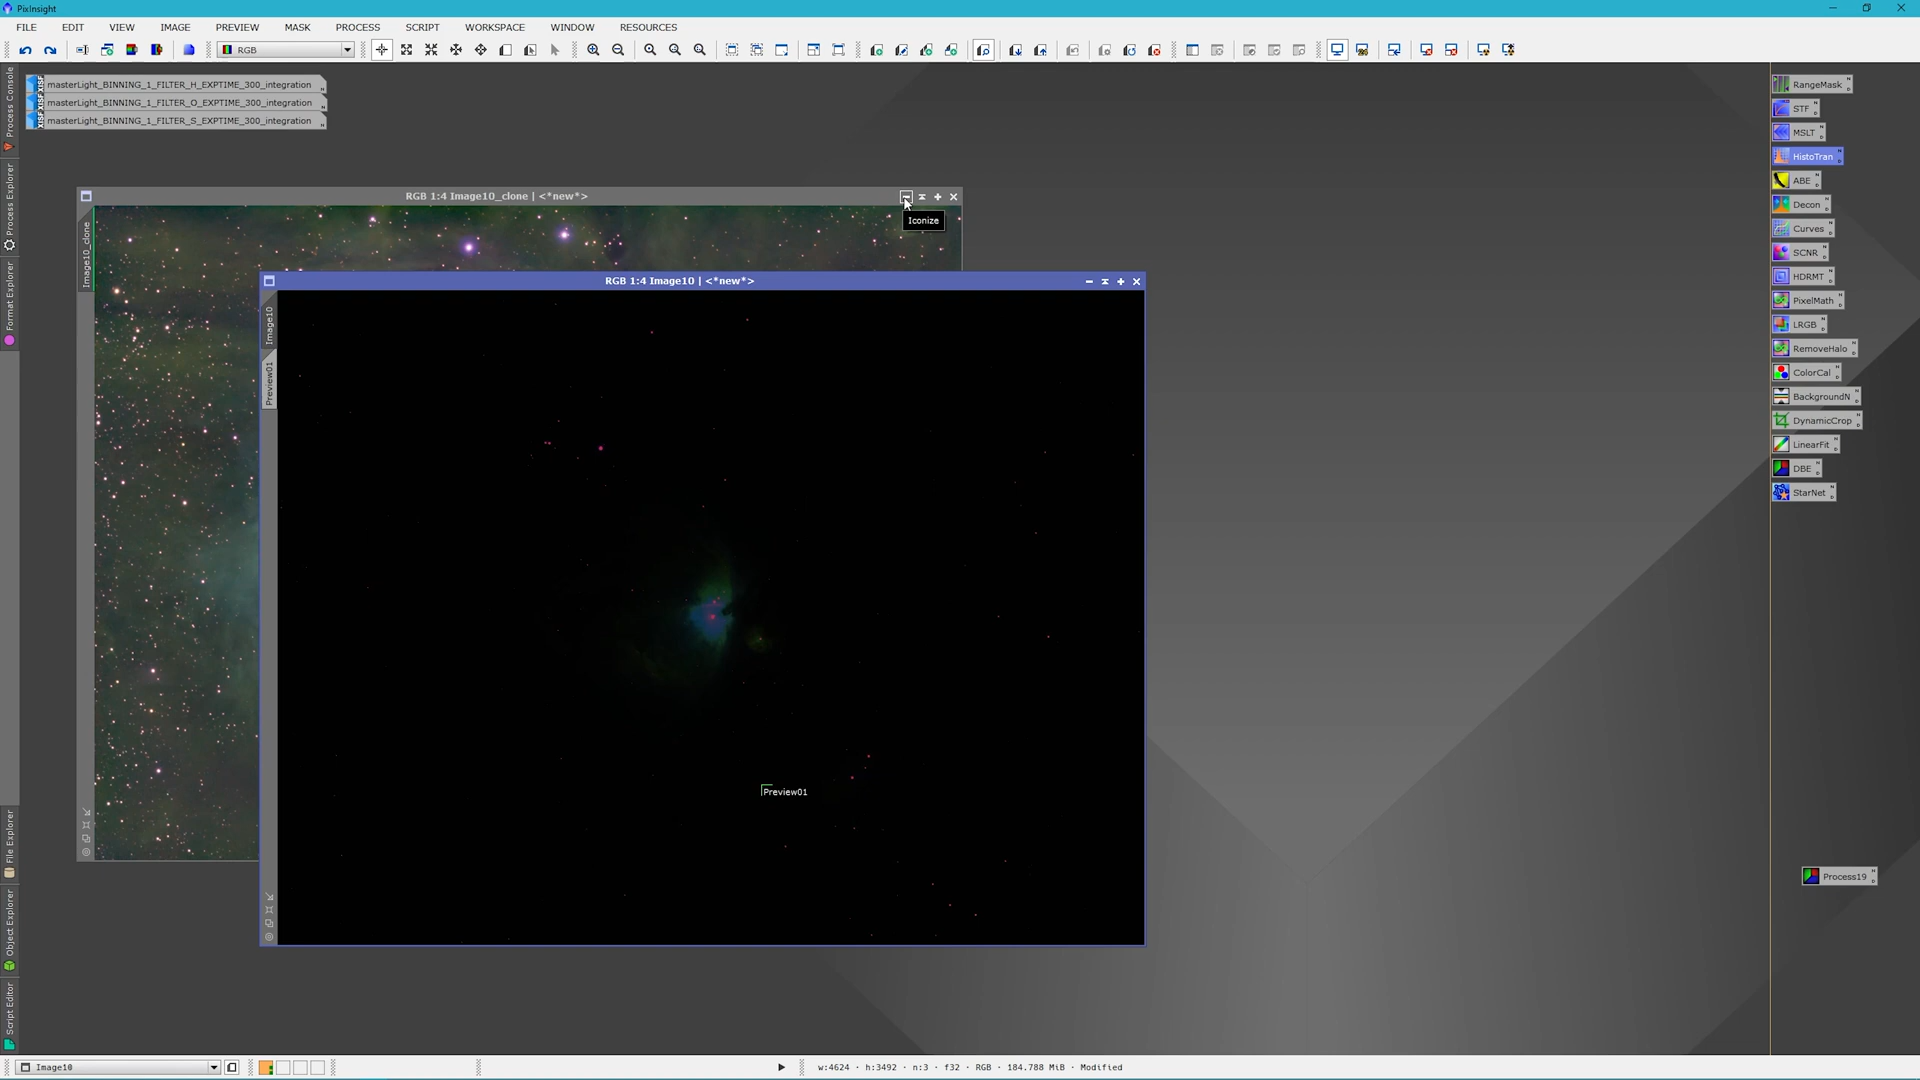 PixInsight
FILE EDIT VIEW IMAGE PREVIEW MASK PROCESS SCRIPT WORKSPACE WINDOW RESOURCES
RGB
Process Console
Process Explorer
Format Explorer
File Explorer
Object Explorer
Script Editor
masterLight_BINNING_1_FILTER_H_EXPTIME_300_integration
masterLight_BINNING_1_FILTER_O_EXPTIME_300_integration
masterLight_BINNING_1_FILTER_S_EXPTIME_300_integration
RGB 1:4 Image10_clone | <*new*>
Iconize
Image10_clone
RGB 1:4 Image10 | <*new*>
Image10
Preview01
Preview01
RangeMask
STF
MSLT
HistoTran
ABE
Decon
Curves
SCNR
HDRMT
PixelMath
LRGB
RemoveHalo
ColorCal
BackgroundN
DynamicCrop
LinearFit
DBE
StarNet
Process19
Image10
w:4624 · h:3492 · n:3 · f32 · RGB · 184.788 MiB · Modified